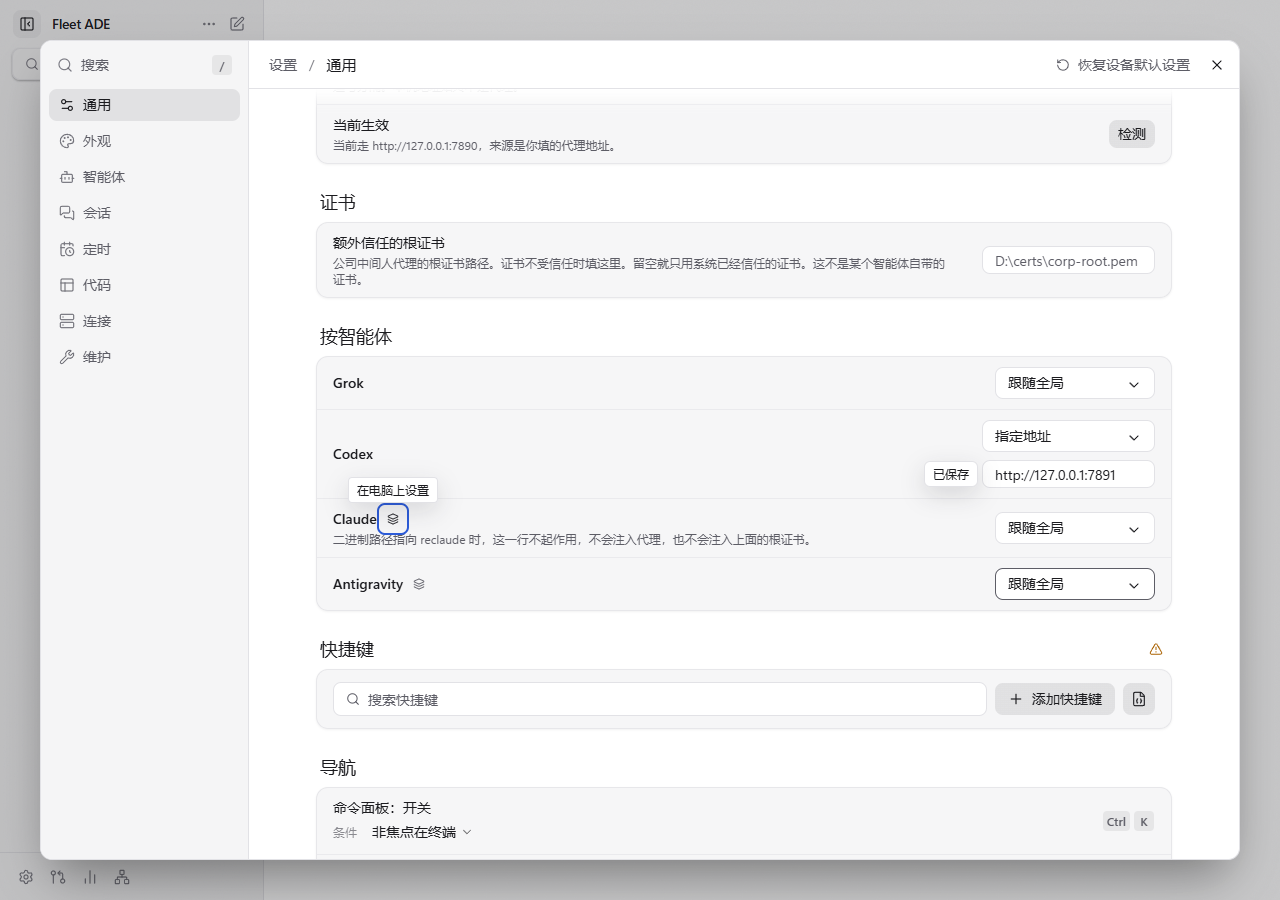 Fleet ADE
搜索
/
通用
外观
智能体
会话
定时
代码
连接
维护
设置 / 通用
恢复设备默认设置
当前生效
当前走 http://127.0.0.1:7890，来源是你填的代理地址。
检测
证书
额外信任的根证书
公司中间人代理的根证书路径。证书不受信任时填这里。留空就只用系统已经信任的证书。这不是某个智能体自带的
证书。
D:\certs\corp-root.pem
按智能体
Grok
跟随全局
Codex
指定地址
已保存
http://127.0.0.1:7891
在电脑上设置
Claude
二进制路径指向 reclaude 时，这一行不起作用，不会注入代理，也不会注入上面的根证书。
跟随全局
Antigravity
跟随全局
快捷键
搜索快捷键
添加快捷键
导航
命令面板：开关
条件 非焦点在终端
Ctrl K